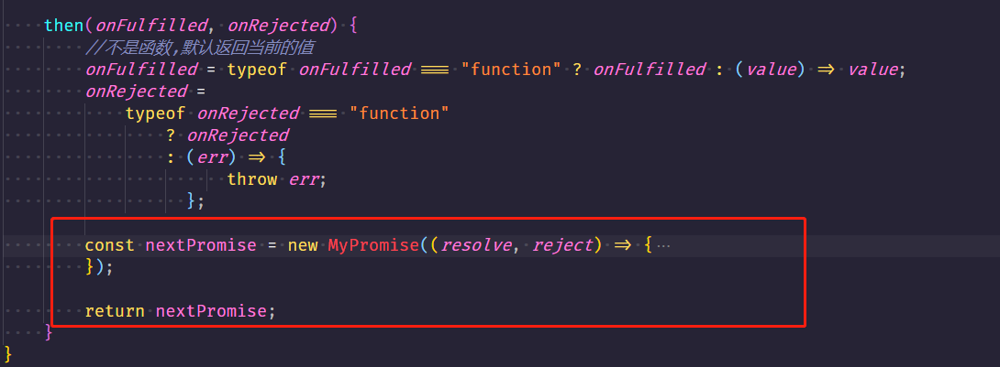 then(onFulfilled, onRejected) {
//不是函数,默认返回当前的值
onFulfilled = typeof onFulfilled === "function" ? onFulfilled : (value) => value;
onRejected =
typeof onRejected === "function"
? onRejected
: (err) => {
throw err;
};
const nextPromise = new MyPromise((resolve, reject) => { …
});
return nextPromise;
}
}